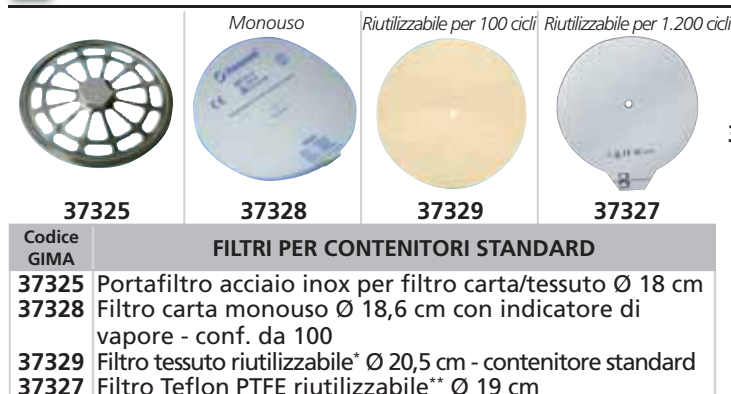 Monouso
Riutilizzabile per 100 cicli
Riutilizzabile per 1.200 cicli
37325
37328
37329
37327
Codice GIMA
FILTRI PER CONTENITORI STANDARD
37325 Portafiltro acciaio inox per filtro carta/tessuto Ø 18 cm
37328 Filtro carta monouso Ø 18,6 cm con indicatore di
vapore - conf. da 100
37329 Filtro tessuto riutilizzabile* Ø 20,5 cm - contenitore standard
37327 Filtro Teflon PTFE riutilizzabile** Ø 19 cm